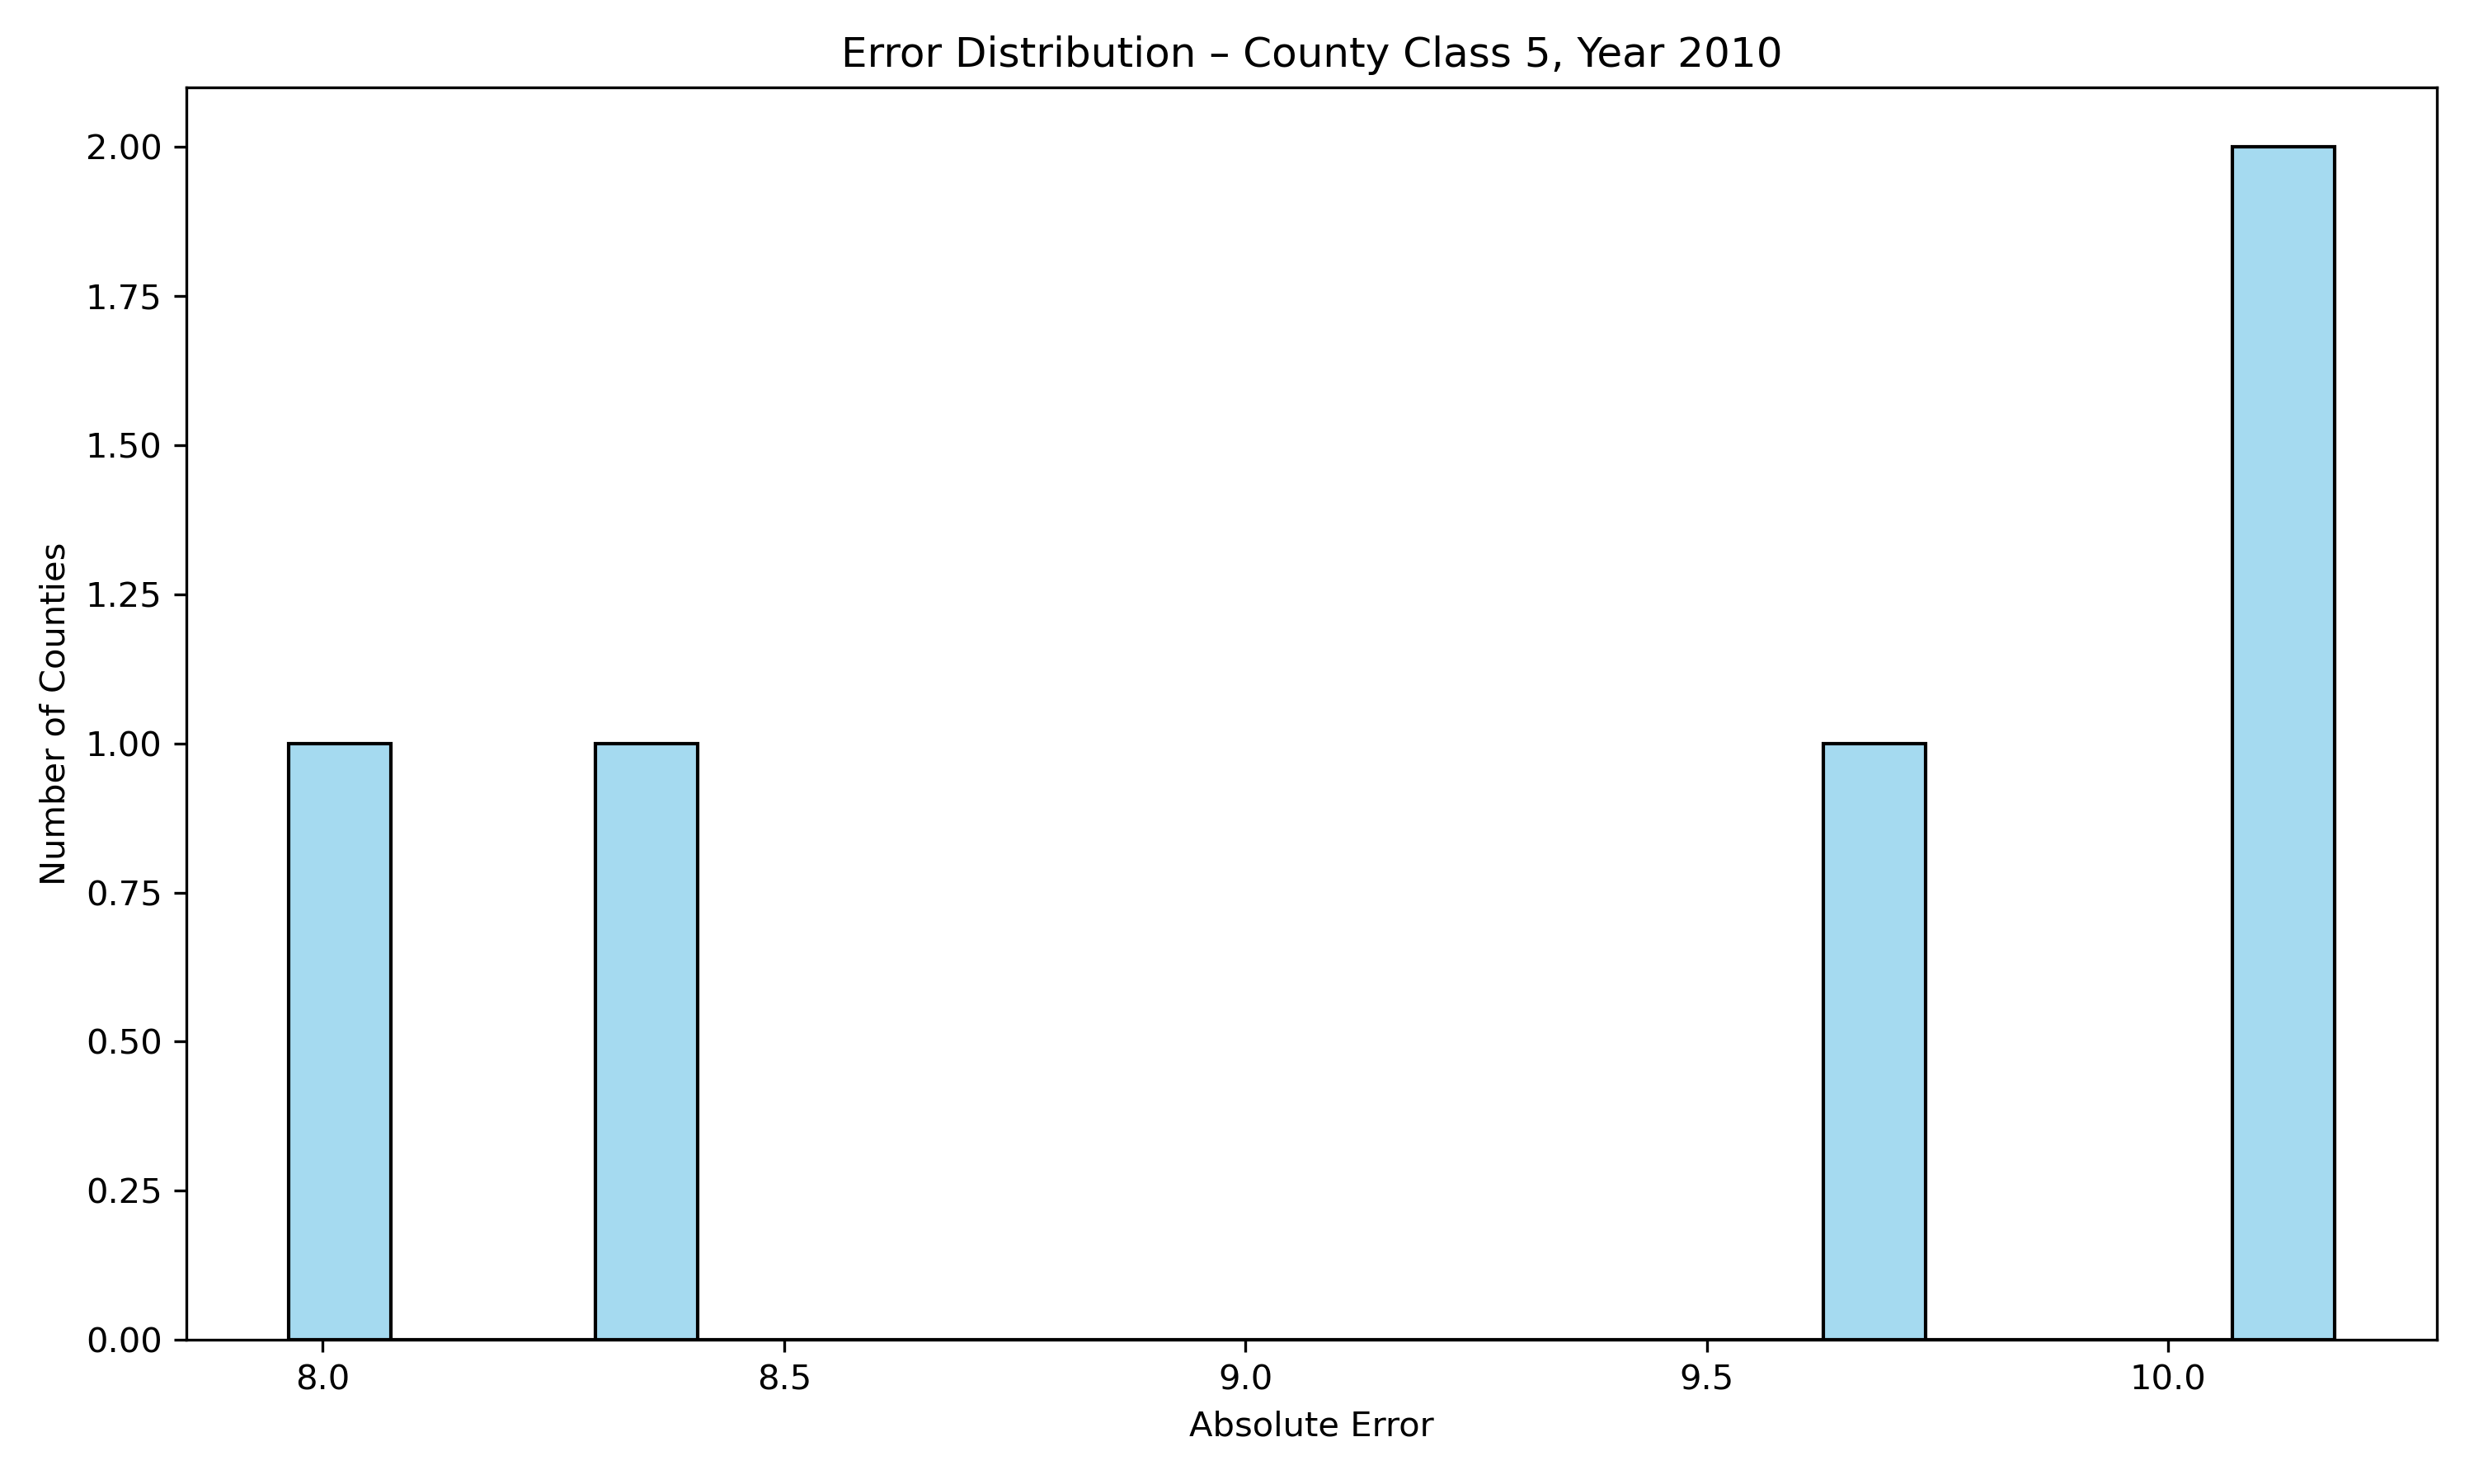 Error Distribution – County Class 5, Year 2010
2.00
1.75
1.50
1.25
1.00
0.75
0.50
0.25
0.00
Number of Counties
8.0 8.5 9.0 9.5 10.0
Absolute Error